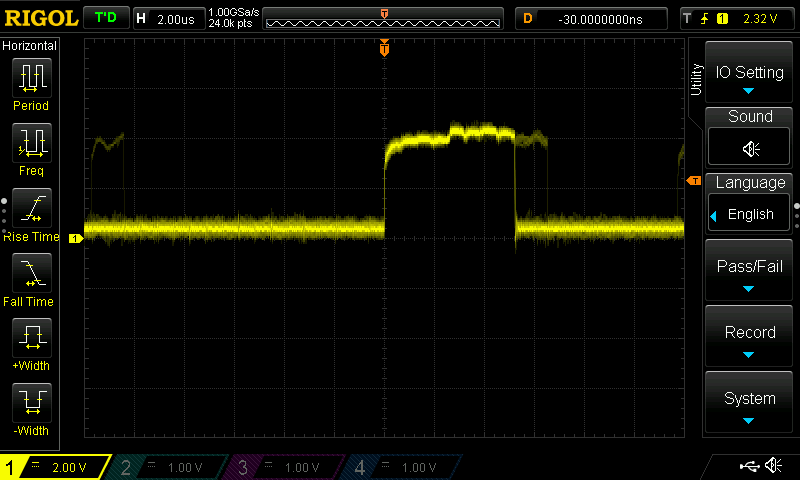 RIGOL T'D H 2.00us 1.00GSa/s 24.0k pts T D -30.0000000ns T 1 2.32 V
Horizontal
Period
Freq
Rise Time
Fall Time
+Width
-Width
T
1
T
Utility
IO Setting
Sound
Language
English
Pass/Fail
Record
System
1 2.00 V 2 1.00 V 3 1.00 V 4 1.00 V